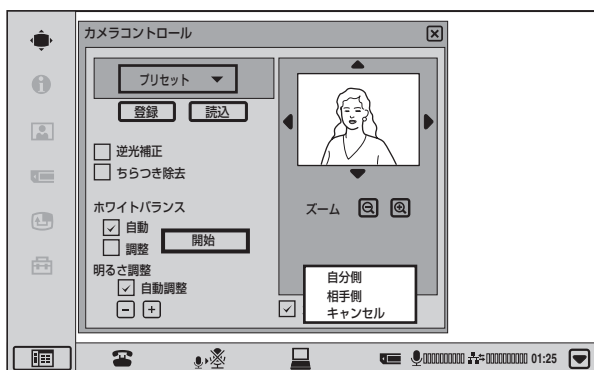 カメラコントロール
プリセット
登録 読込
逆光補正
ちらつき除去
ホワイトバランス
自動
調整
開始
明るさ調整
自動調整
ズーム
自分側
相手側
キャンセル
01:25